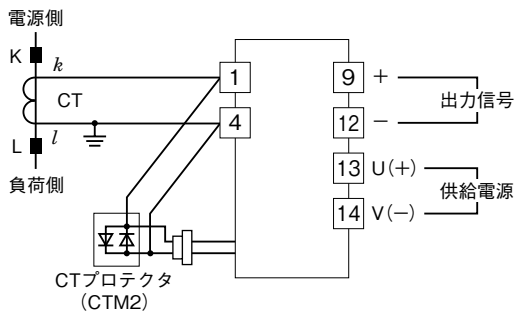 電源側
K
k
CT
l
L
負荷側
1
4
9 +
12 −
出力信号
13 U(+)
14 V(−)
供給電源
CTプロテクタ
(CTM2)